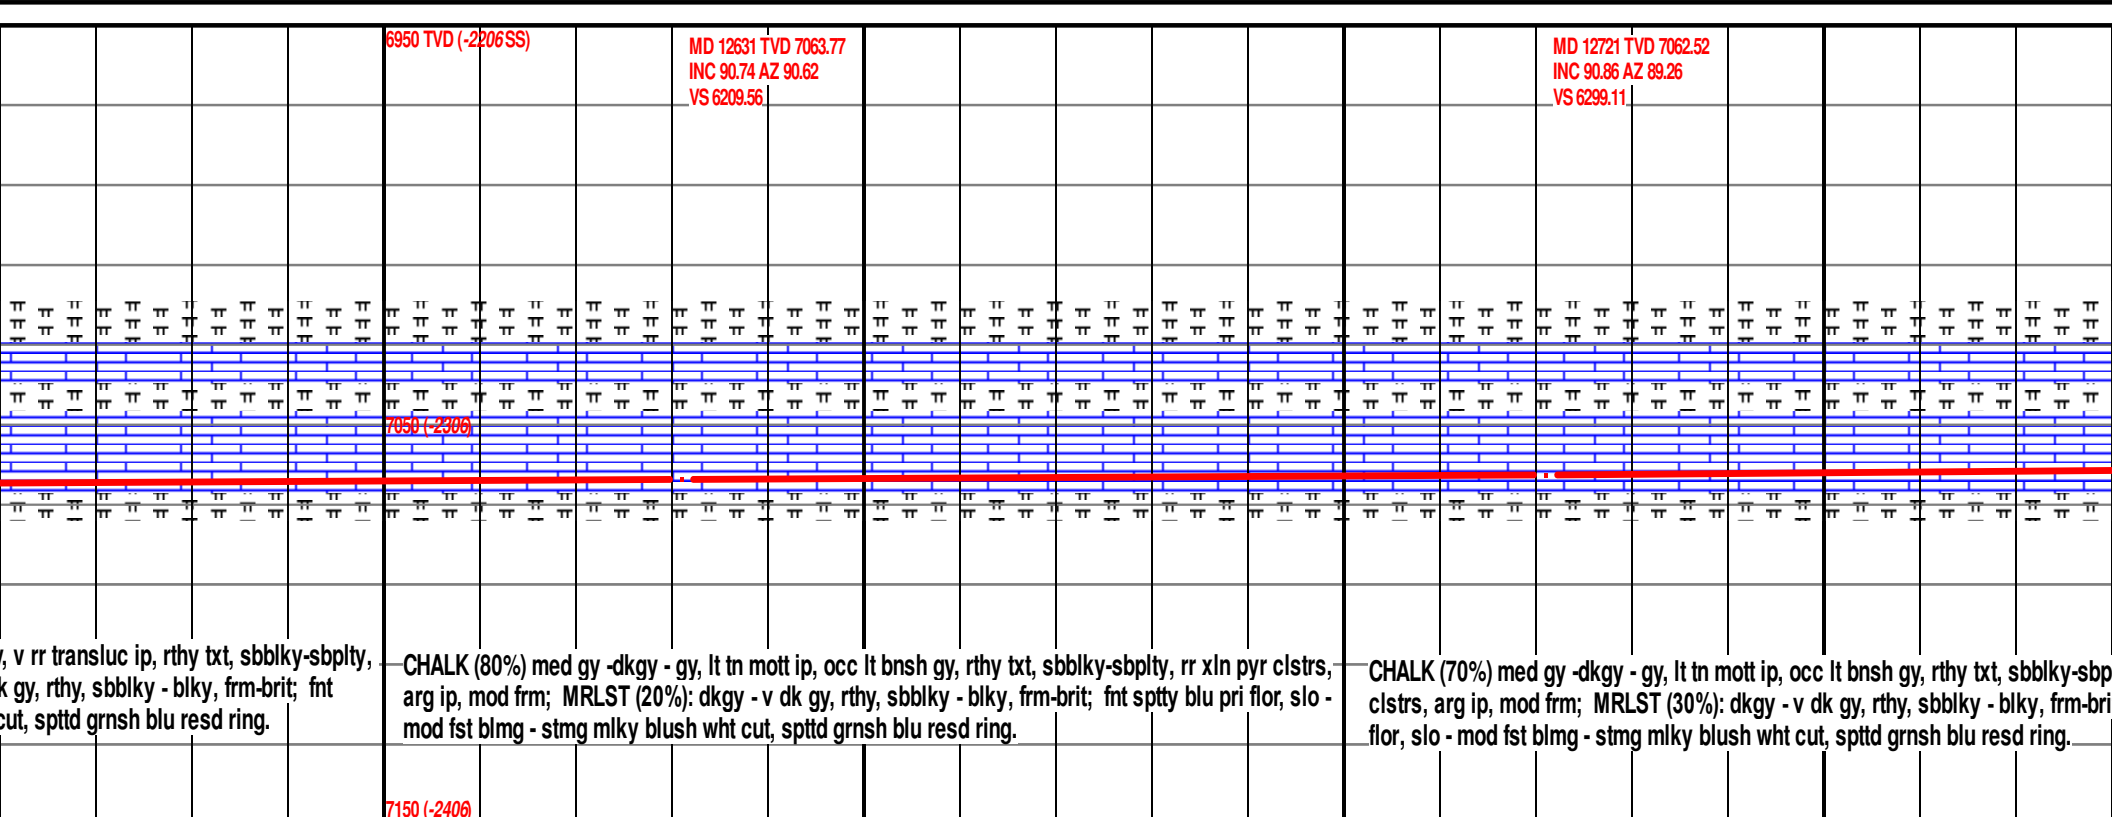 6950 TVD (-2206SS)
MD 12631 TVD 7063.77
INC 90.74 AZ 90.62
VS 6209.56
MD 12721 TVD 7062.52
INC 90.86 AZ 89.26
VS 6299.11
7050 (-2306)
, v rr transluc ip, rthy txt, sbblky-sbplty,
k gy, rthy, sbblky - blky, frm-brit; fnt
cut, spttd grnsh blu resd ring.
CHALK (80%) med gy -dkgy - gy, lt tn mott ip, occ lt bnsh gy, rthy txt, sbblky-sbplty, rr xln pyr clstrs,
arg ip, mod frm; MRLST (20%): dkgy - v dk gy, rthy, sbblky - blky, frm-brit; fnt sptty blu pri flor, slo -
mod fst blmg - stmg mlky blush wht cut, spttd grnsh blu resd ring.
CHALK (70%) med gy -dkgy - gy, lt tn mott ip, occ lt bnsh gy, rthy txt, sbblky-sbp
clstrs, arg ip, mod frm; MRLST (30%): dkgy - v dk gy, rthy, sbblky - blky, frm-bri
flor, slo - mod fst blmg - stmg mlky blush wht cut, spttd grnsh blu resd ring.
7150 (-2406)